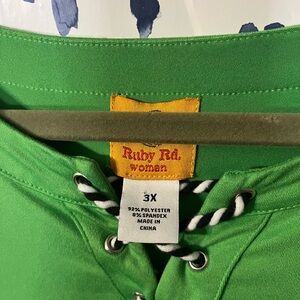 Ruby Rd.
woman
3X
92% POLYESTER
8% SPANDEX
MADE IN
CHINA